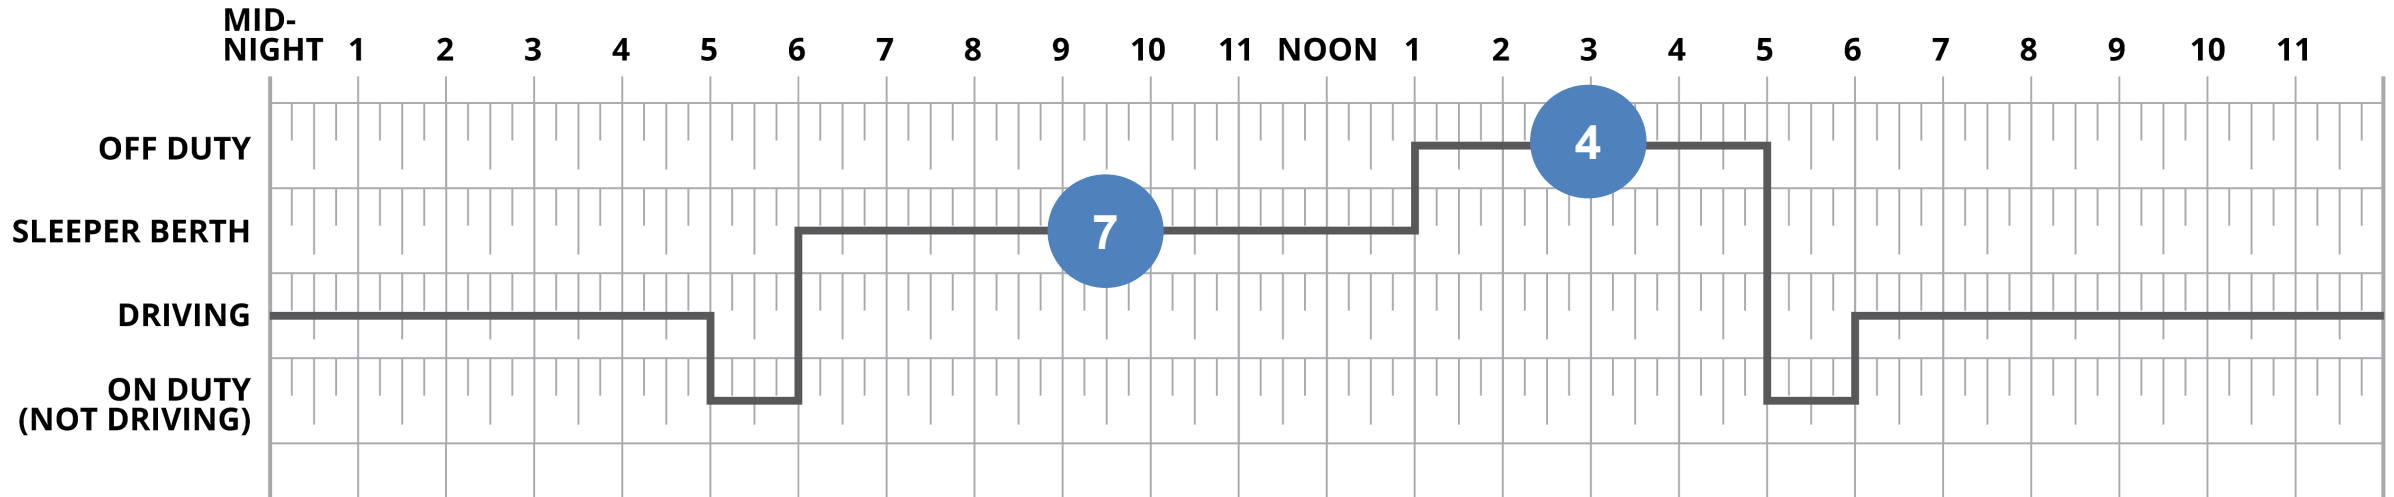 MID-
NIGHT 1 2 3 4 5 6 7 8 9 10 11 NOON 1 2 3 4 5 6 7 8 9 10 11
OFF DUTY
4
SLEEPER BERTH
7
DRIVING
ON DUTY
(NOT DRIVING)